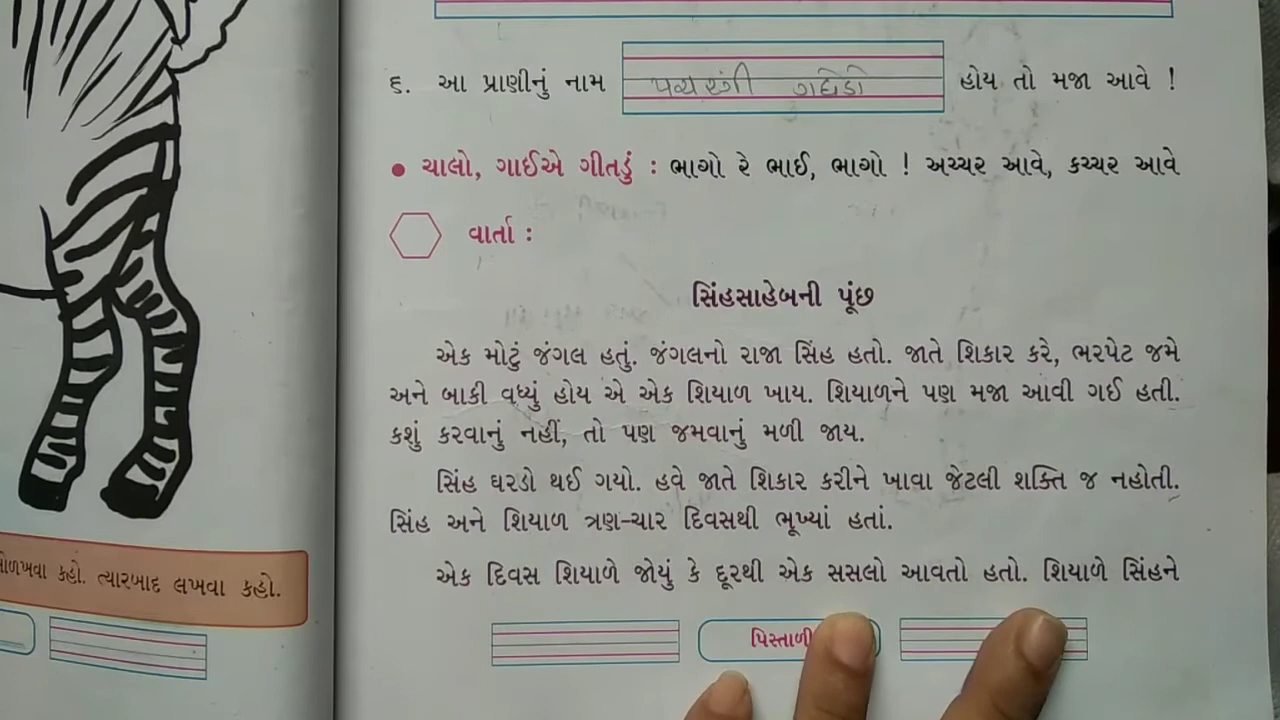 ૬. આ પ્રાણીનું નામ પચરંગી ગધેડો હોય તો મજા આવે !
• ચાલો, ગાઈએ ગીતડું : ભાગો રે ભાઈ, ભાગો ! અચ્ચર આવે, કચ્ચર આવે
વાર્તા :
સિંહસાહેબની પૂંછ
એક મોટું જંગલ હતું. જંગલનો રાજા સિંહ હતો. જાતે શિકાર કરે, ભરપેટ જમે
અને બાકી વધ્યું હોય એ એક શિયાળ ખાય. શિયાળને પણ મજા આવી ગઈ હતી.
કશું કરવાનું નહીં, તો પણ જમવાનું મળી જાય.
સિંહ ઘરડો થઈ ગયો. હવે જાતે શિકાર કરીને ખાવા જેટલી શક્તિ જ નહોતી.
સિંહ અને શિયાળ ત્રણ-ચાર દિવસથી ભૂખ્યાં હતાં.
એક દિવસ શિયાળે જોયું કે દૂરથી એક સસલો આવતો હતો. શિયાળે સિંહને
કહો. ત્યારબાદ લખવા કહો.